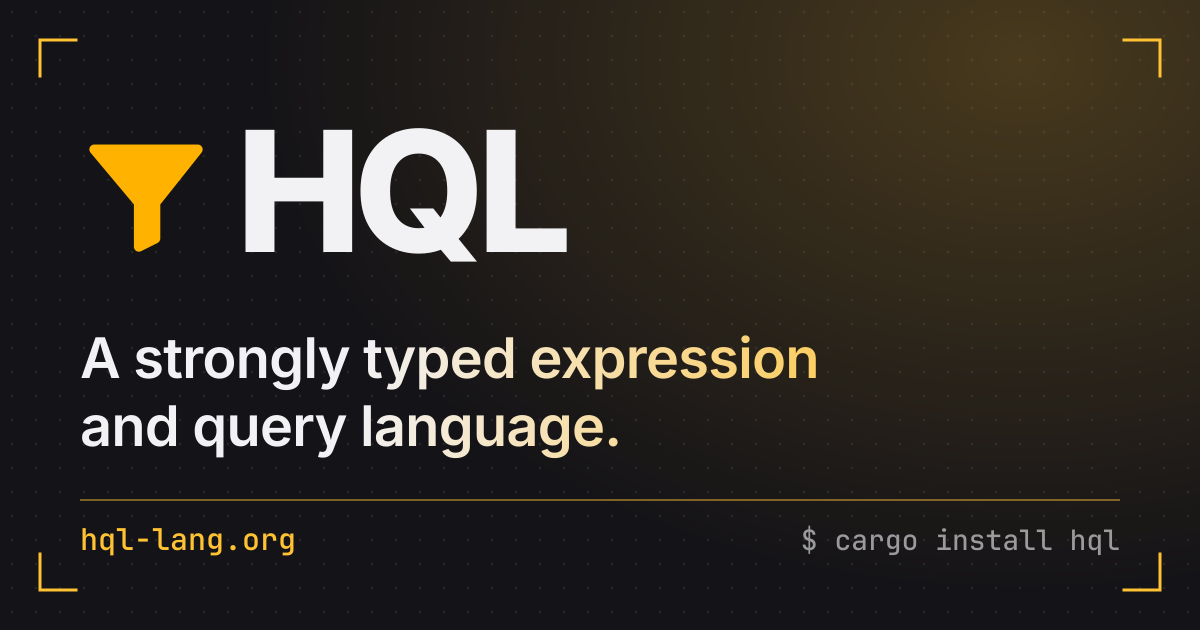 HQL
A strongly typed expression
and query language.
hql-lang.org
$ cargo install hql